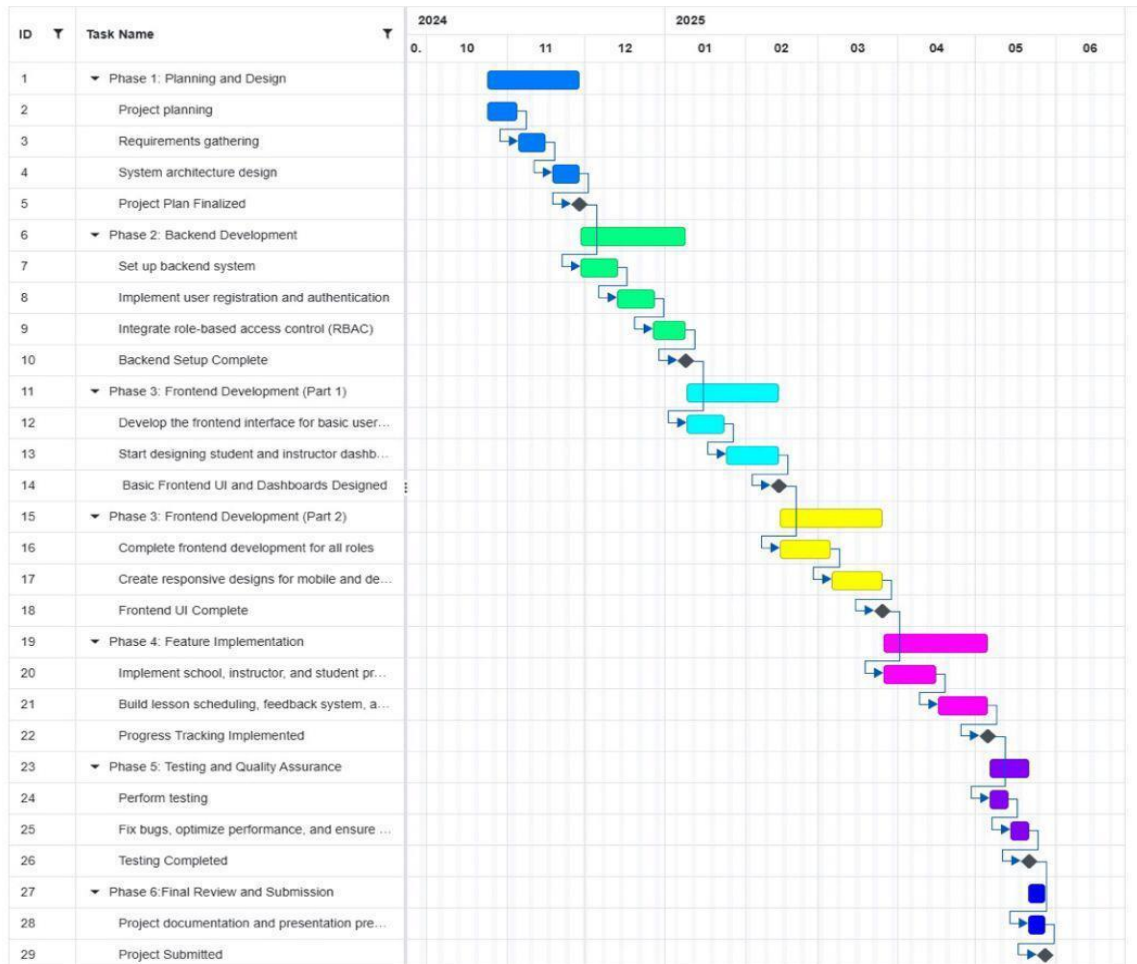 2024 2025
ID Task Name
0. 10 11 12 01 02 03 04 05 06
1 Phase 1: Planning and Design
2 Project planning
3 Requirements gathering
4 System architecture design
5 Project Plan Finalized
6 Phase 2: Backend Development
7 Set up backend system
8 Implement user registration and authentication
9 Integrate role-based access control (RBAC)
10 Backend Setup Complete
11 Phase 3: Frontend Development (Part 1)
12 Develop the frontend interface for basic user...
13 Start designing student and instructor dashb...
14 Basic Frontend UI and Dashboards Designed
15 Phase 3: Frontend Development (Part 2)
16 Complete frontend development for all roles
17 Create responsive designs for mobile and de...
18 Frontend UI Complete
19 Phase 4: Feature Implementation
20 Implement school, instructor, and student pr...
21 Build lesson scheduling, feedback system, a...
22 Progress Tracking Implemented
23 Phase 5: Testing and Quality Assurance
24 Perform testing
25 Fix bugs, optimize performance, and ensure ...
26 Testing Completed
27 Phase 6:Final Review and Submission
28 Project documentation and presentation pre...
29 Project Submitted